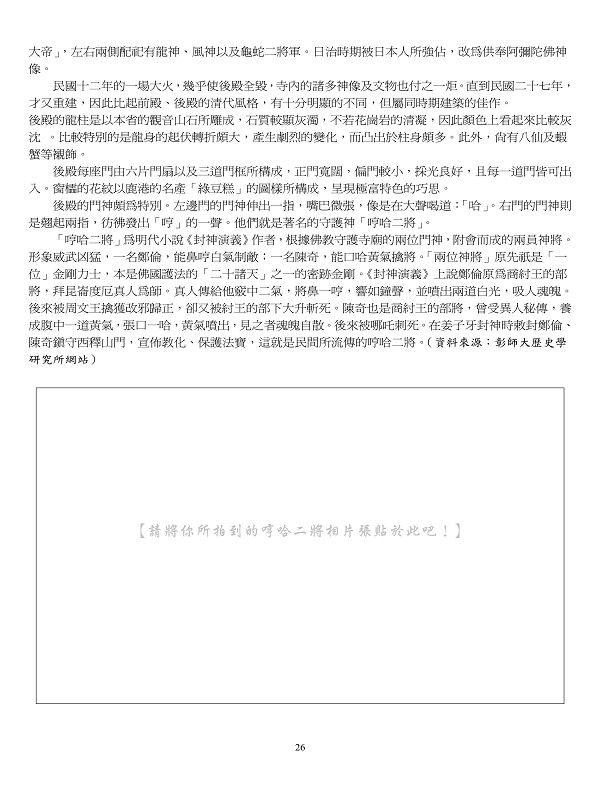 大帝」，左右兩側配祀有龍神、風神以及龜蛇二將軍。日治時期被日本人所強佔，改為供奉阿彌陀佛神
像。
民國十二年的一場大火，幾乎使後殿全毀，寺內的諸多神像及文物也付之一炬。直到民國二十七年，
才又重建，因此比起前殿、後殿的清代風格，有十分明顯的不同，但屬同時期建築的佳作。
後殿的龍柱是以本省的觀音山石所雕成，石質較顯灰濁，不若花崗岩的清凝，因此顏色上看起來比較灰
沈 。比較特別的是龍身的起伏轉折頗大，產生劇烈的變化，而凸出於柱身頗多。此外，尚有八仙及蝦
蟹等襯飾。
後殿每座門由六片門扇以及三道門框所構成，正門寬闊，偏門較小，採光良好，且每一道門皆可出
入。窗櫺的花紋以鹿港的名產「綠豆糕」的圖樣所構成，呈現極富特色的巧思。
後殿的門神頗為特別。左邊門的門神伸出一指，嘴巴微張，像是在大聲喝道：「哈」。右門的門神則
是翹起兩指，彷彿發出「哼」的一聲。他們就是著名的守護神「哼哈二將」。
「哼哈二將」為明代小說《封神演義》作者，根據佛教守護寺廟的兩位門神，附會而成的兩員神將。
形象威武凶猛，一名鄭倫，能鼻哼白氣制敵；一名陳奇，能口哈黃氣擒將。「兩位神將」原先祇是「一
位」金剛力士，本是佛國護法的「二十諸天」之一的密跡金剛。《封神演義》上說鄭倫原為商紂王的部
將，拜昆崙度厄真人為師。真人傳給他竅中二氣，將鼻一哼，響如鐘聲，並噴出兩道白光，吸人魂魄。
後來被周文王擒獲改邪歸正，卻又被紂王的部下大升斬死。陳奇也是商紂王的部將，曾受異人秘傳，養
成腹中一道黃氣，張口一哈，黃氣噴出，見之者魂魄自散。後來被哪吒刺死。在姜子牙封神時敕封鄭倫、
陳奇鎮守西釋山門，宣佈教化、保護法寶，這就是民間所流傳的哼哈二將。（資料來源：彰師大歷史學
研究所網站）
【請將你所拍到的哼哈二將相片張貼於此吧！】
26